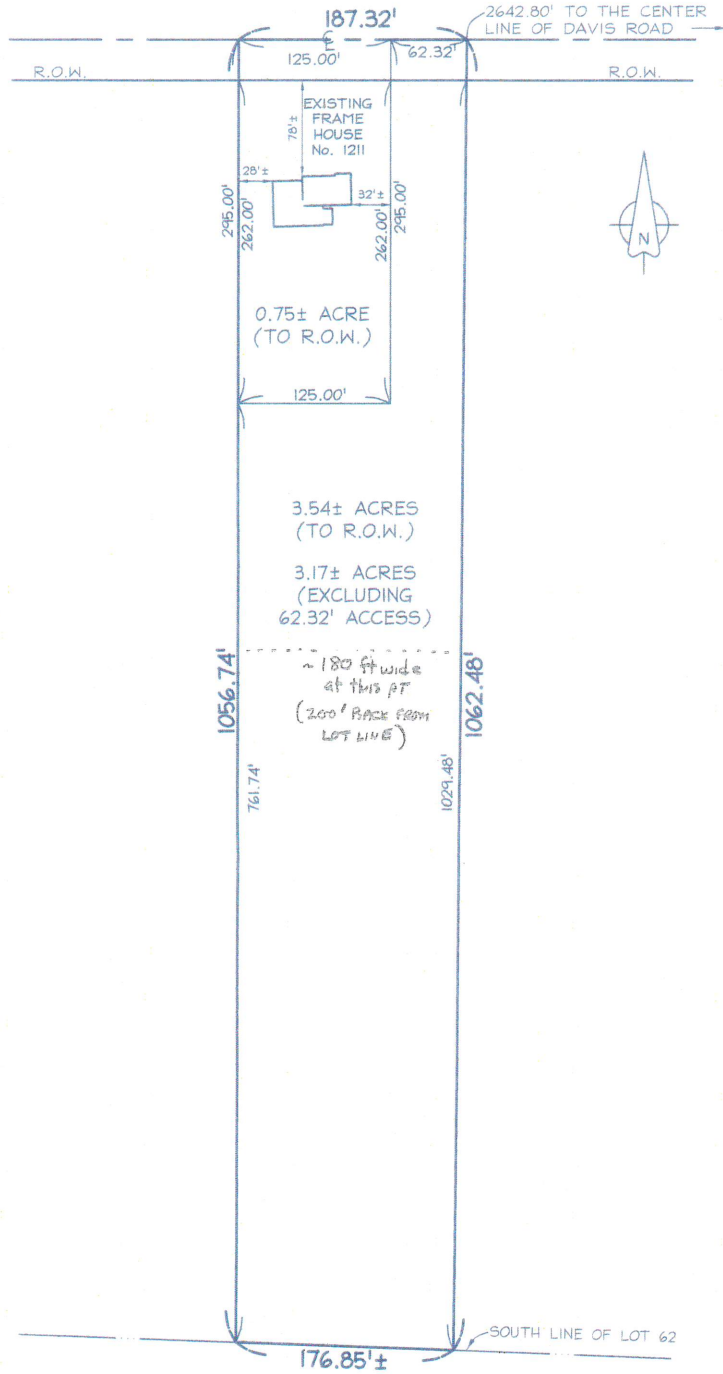 187.32'
2642.80' TO THE CENTER
LINE OF DAVIS ROAD
125.00'
62.32'
R.O.W.
R.O.W.
EXISTING
FRAME
HOUSE
No. 1211
78'±
28'±
32'±
295.00'
262.00'
262.00'
295.00'
N
0.75± ACRE
(TO R.O.W.)
125.00'
3.54± ACRES
(TO R.O.W.)
3.17± ACRES
(EXCLUDING
62.32' ACCESS)
~180 ft wide
at this PT
(200' BACK FROM
LOT LINE)
1056.74'
1062.48'
761.74'
1029.48'
SOUTH LINE OF LOT 62
176.85'±